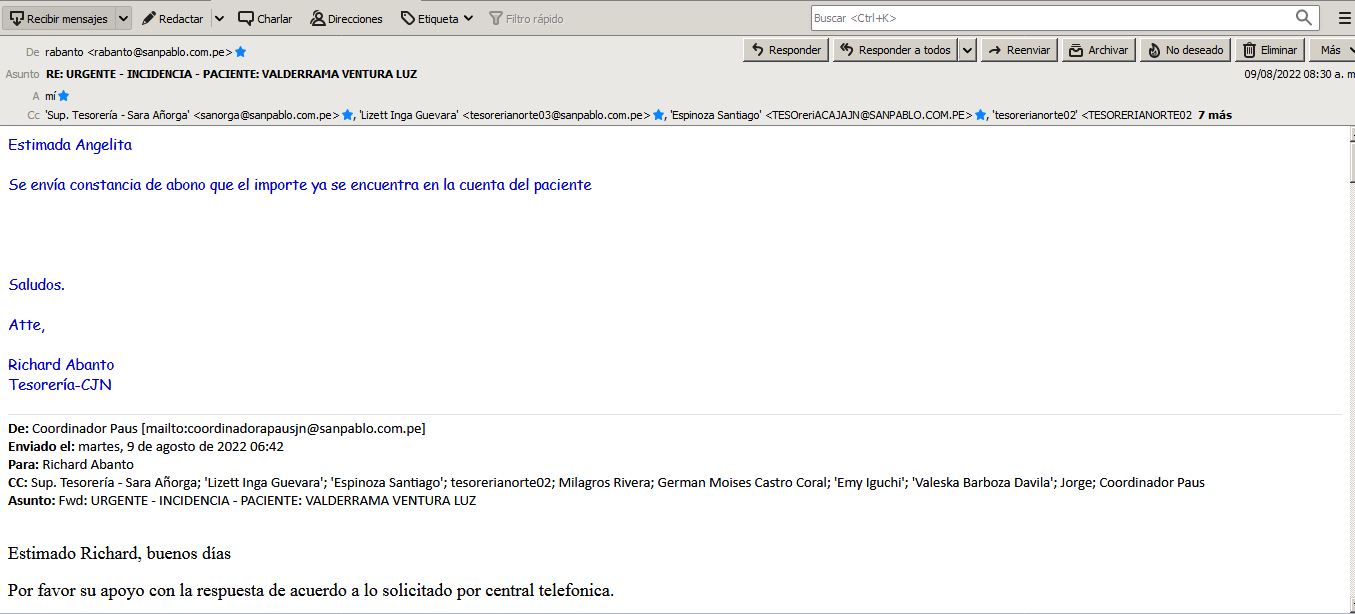 Recibir mensajes Redactar Charlar Direcciones Etiqueta Filtro rápido Buscar <Ctrl+K>
De rabanto <rabanto@sanpablo.com.pe> Responder Responder a todos Reenviar Archivar No deseado Eliminar Más
Asunto RE: URGENTE - INCIDENCIA - PACIENTE: VALDERRAMA VENTURA LUZ 09/08/2022 08:30 a. m
A mí
Cc 'Sup. Tesorería - Sara Añorga' <sanorga@sanpablo.com.pe>, 'Lizett Inga Guevara' <tesorerianorte03@sanpablo.com.pe>, 'Espinoza Santiago' <TESOreriACAJAJN@SANPABLO.COM.PE>, 'tesorerianorte02' <TESORERIANORTE02 7 más
Estimada Angelita
Se envía constancia de abono que el importe ya se encuentra en la cuenta del paciente
Saludos.
Atte,
Richard Abanto
Tesorería-CJN
De: Coordinador Paus [mailto:coordinadorapausjn@sanpablo.com.pe]
Enviado el: martes, 9 de agosto de 2022 06:42
Para: Richard Abanto
CC: Sup. Tesorería - Sara Añorga; 'Lizett Inga Guevara'; 'Espinoza Santiago'; tesorerianorte02; Milagros Rivera; German Moises Castro Coral; 'Emy Iguchi'; 'Valeska Barboza Davila'; Jorge; Coordinador Paus
Asunto: Fwd: URGENTE - INCIDENCIA - PACIENTE: VALDERRAMA VENTURA LUZ
Estimado Richard, buenos días
Por favor su apoyo con la respuesta de acuerdo a lo solicitado por central telefonica.